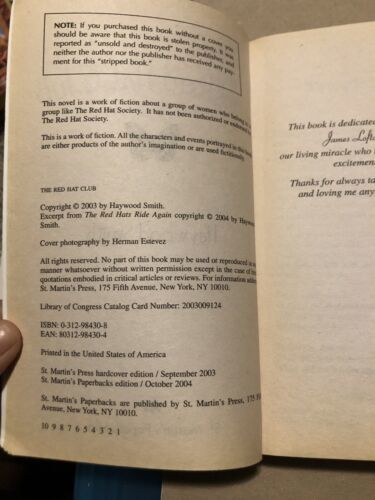 NOTE: If you purchased this book without a cover you
should be aware that this book is stolen property. It was
reported as "unsold and destroyed" to the publisher, and
neither the author nor the publisher has received any pay-
ment for this "stripped book."
This novel is a work of fiction about a group of women who belong to a
group like The Red Hat Society. It has not been authorized or endorsed by
The Red Hat Society.
This is a work of fiction. All the characters and events portrayed in this
are either products of the author's imagination or are used fictitiously.
THE RED HAT CLUB
Copyright © 2003 by Haywood Smith.
Excerpt from The Red Hats Ride Again copyright © 2004 by Haywood
Smith.
Cover photography by Herman Estevez
All rights reserved. No part of this book may be used or reproduced in any
manner whatsoever without written permission except in the case of brief
quotations embodied in critical articles or reviews. For information address
St. Martin's Press, 175 Fifth Avenue, New York, NY 10010.
Library of Congress Catalog Card Number: 2003009124
ISBN: 0-312-98430-8
EAN: 80312-98430-4
Printed in the United States of America
St. Martin's Press hardcover edition / September 2003
St. Martin's Paperbacks edition / October 2004
St. Martin's Paperbacks are published by St. Martin's Press, 175
Avenue, New York, NY 10010.
10 9 8 7 6 5 4 3 2 1
This book is dedicated
James
our living miracle who
excitement
Thanks for always
and loving me